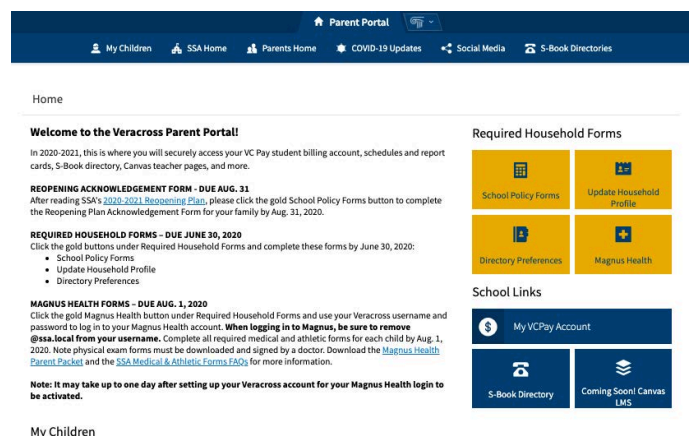 Parent Portal
My Children SSA Home Parents Home COVID-19 Updates Social Media S-Book Directories
Home
Welcome to the Veracross Parent Portal!
In 2020-2021, this is where you will securely access your VC Pay student billing account, schedules and report
cards, S-Book directory, Canvas teacher pages, and more.
REOPENING ACKNOWLEDGEMENT FORM - DUE AUG. 31
After reading SSA's 2020-2021 Reopening Plan, please click the gold School Policy Forms button to complete
the Reopening Plan Acknowledgement Form for your family by Aug. 31, 2020.
REQUIRED HOUSEHOLD FORMS – DUE JUNE 30, 2020
Click the gold buttons under Required Household Forms and complete these forms by June 30, 2020:
• School Policy Forms
• Update Household Profile
• Directory Preferences
MAGNUS HEALTH FORMS – DUE AUG. 1, 2020
Click the gold Magnus Health button under Required Household Forms and use your Veracross username and
password to log in to your Magnus Health account. When logging in to Magnus, be sure to remove
@ssa.local from your username. Complete all required medical and athletic forms for each child by Aug. 1,
2020. Note physical exam forms must be downloaded and signed by a doctor. Download the Magnus Health
Parent Packet and the SSA Medical & Athletic Forms FAQs for more information.
Note: It may take up to one day after setting up your Veracross account for your Magnus Health login to
be activated.
My Children
Required Household Forms
School Policy Forms
Update Household
Profile
Directory Preferences
Magnus Health
School Links
My VCPay Account
S-Book Directory
Coming Soon! Canvas
LMS